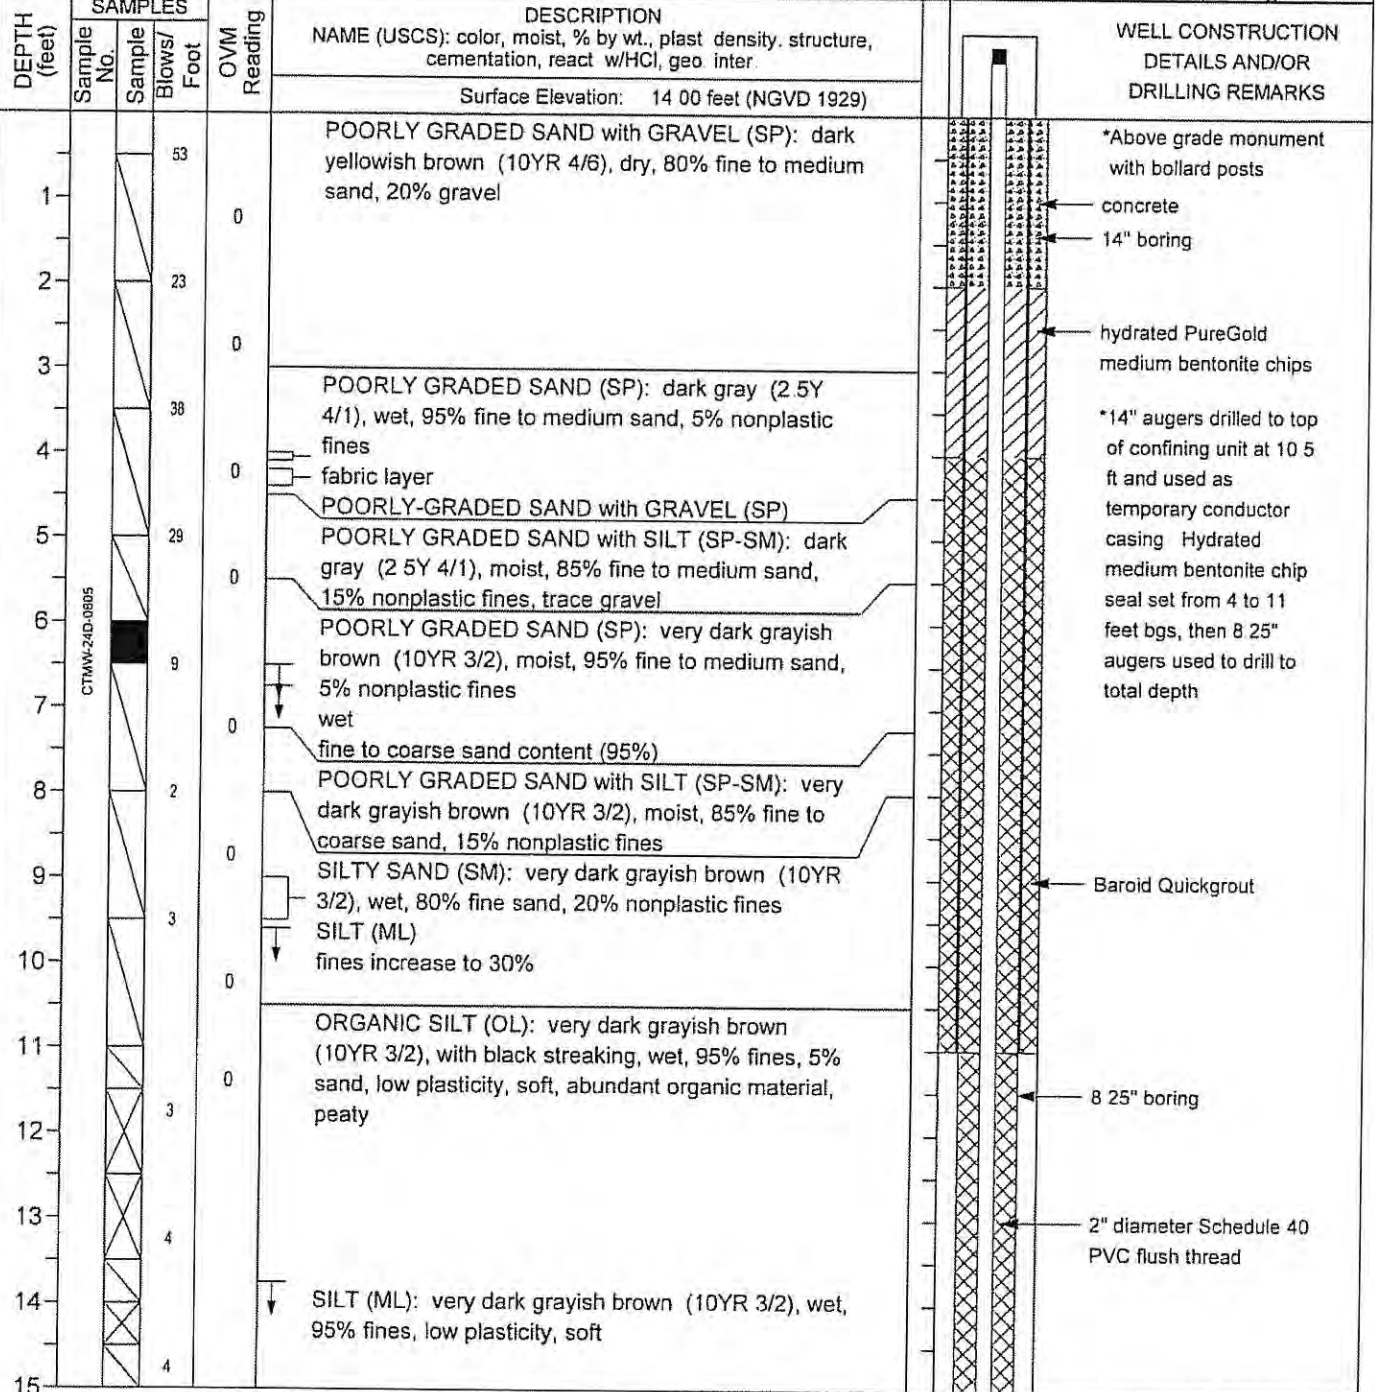 SAMPLES
DEPTH
(feet)
Sample
No.
Sample
Blows/
Foot
OVM
Reading
DESCRIPTION
NAME (USCS): color, moist, % by wt., plast density. structure,
cementation, react w/HCl, geo inter
Surface Elevation: 14 00 feet (NGVD 1929)
WELL CONSTRUCTION
DETAILS AND/OR
DRILLING REMARKS
1
2
3
4
5
6
7
8
9
10
11
12
13
14
15
CTMW-24D-0805
53
23
38
29
9
2
3
3
4
4
0
0
0
0
0
0
0
0
POORLY GRADED SAND with GRAVEL (SP): dark
yellowish brown (10YR 4/6), dry, 80% fine to medium
sand, 20% gravel
POORLY GRADED SAND (SP): dark gray (2.5Y
4/1), wet, 95% fine to medium sand, 5% nonplastic
fines
fabric layer
POORLY-GRADED SAND with GRAVEL (SP)
POORLY GRADED SAND with SILT (SP-SM): dark
gray (2 5Y 4/1), moist, 85% fine to medium sand,
15% nonplastic fines, trace gravel
POORLY GRADED SAND (SP): very dark grayish
brown (10YR 3/2), moist, 95% fine to medium sand,
5% nonplastic fines
wet
fine to coarse sand content (95%)
POORLY GRADED SAND with SILT (SP-SM): very
dark grayish brown (10YR 3/2), moist, 85% fine to
coarse sand, 15% nonplastic fines
SILTY SAND (SM): very dark grayish brown (10YR
3/2), wet, 80% fine sand, 20% nonplastic fines
SILT (ML)
fines increase to 30%
ORGANIC SILT (OL): very dark grayish brown
(10YR 3/2), with black streaking, wet, 95% fines, 5%
sand, low plasticity, soft, abundant organic material,
peaty
SILT (ML): very dark grayish brown (10YR 3/2), wet,
95% fines, low plasticity, soft
*Above grade monument
with bollard posts
concrete
14" boring
hydrated PureGold
medium bentonite chips
*14" augers drilled to top
of confining unit at 10 5
ft and used as
temporary conductor
casing Hydrated
medium bentonite chip
seal set from 4 to 11
feet bgs, then 8 25"
augers used to drill to
total depth
Baroid Quickgrout
8 25" boring
2" diameter Schedule 40
PVC flush thread